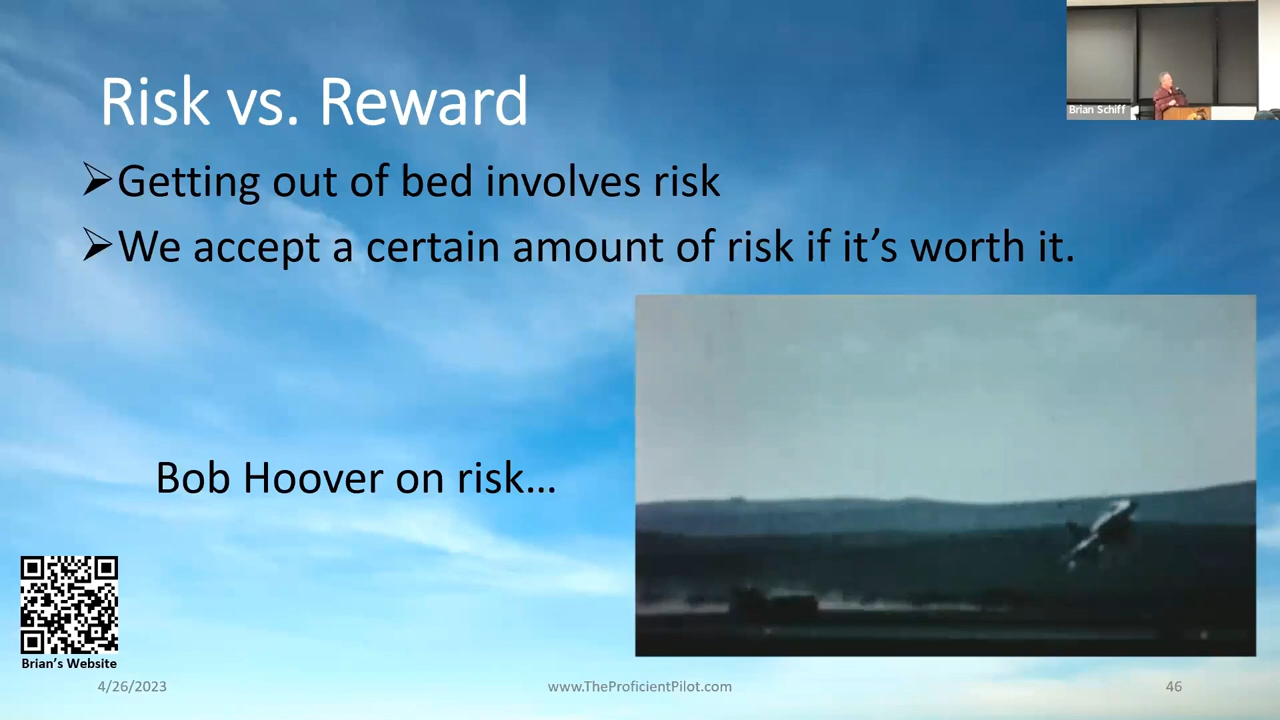 Brian Schiff
Risk vs. Reward
➢Getting out of bed involves risk
➢We accept a certain amount of risk if it’s worth it.
Bob Hoover on risk...
Brian’s Website
4/26/2023
www.TheProficientPilot.com
46